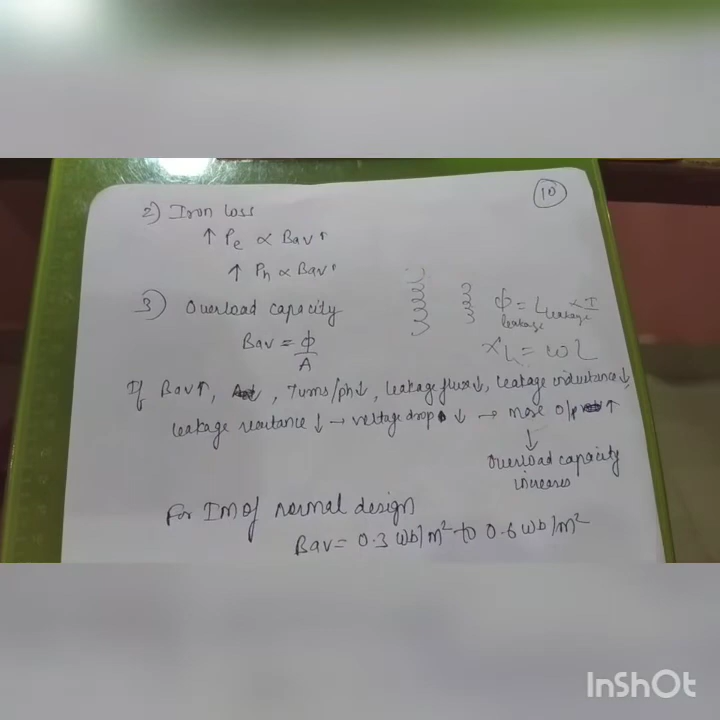 10
2) Iron loss
↑ Pe ∝ Bav↑
↑ Ph ∝ Bav↑
3) Overload capacity
Bav = ϕ/A
ϕleakage = Lleakage × I
XL = ωL
If Bav↑, Turns/ph↓, leakage flux↓, leakage inductance↓,
leakage reactance ↓ → voltage drop ↓ → more o/p ↑
↓
overload capacity
increases
For IM of normal design
Bav = 0.3 Wb/m² to 0.6 Wb/m²
InShOt